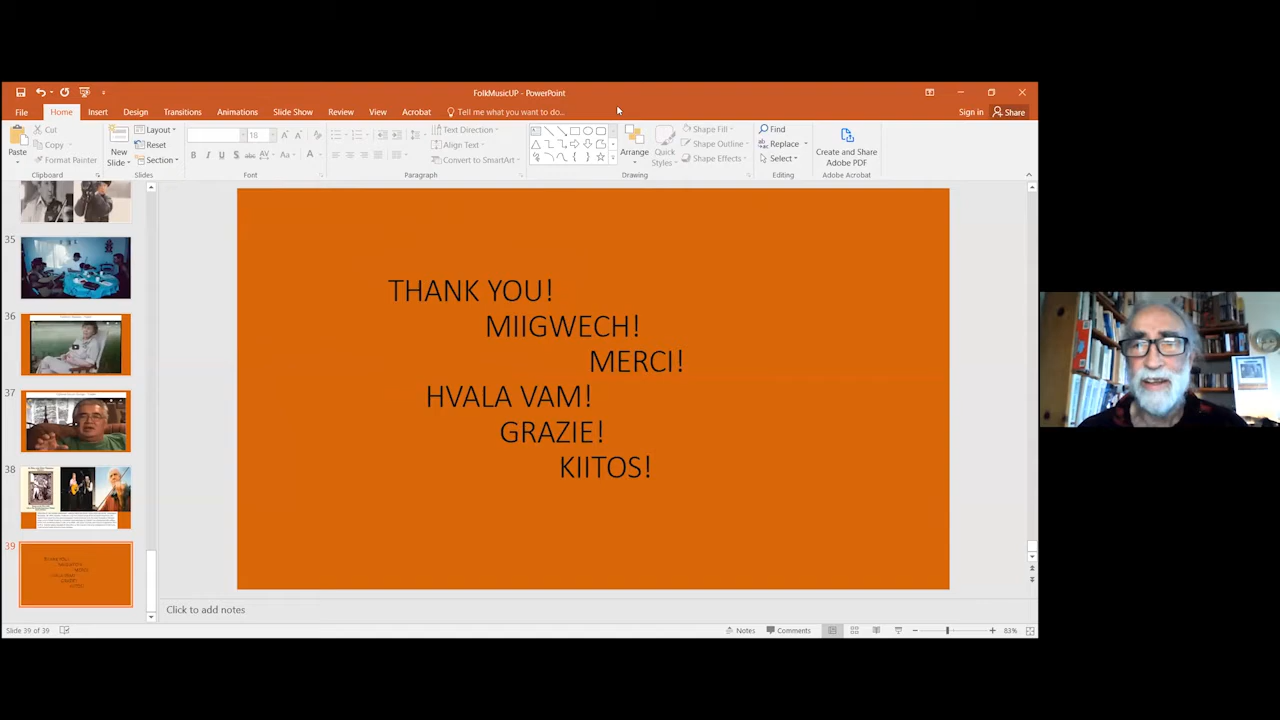 FolkMusicUP - PowerPoint
File Home Insert Design Transitions Animations Slide Show Review View Acrobat Tell me what you want to do... Sign in Share
Paste
Cut
Copy
Format Painter
Clipboard
New Slide
Layout
Reset
Section
Slides
18
Font
Text Direction
Align Text
Convert to SmartArt
Paragraph
Arrange
Quick Styles
Shape Fill
Shape Outline
Shape Effects
Drawing
Find
Replace
Select
Editing
Create and Share
Adobe PDF
Adobe Acrobat
35
36
37
38
39
THANK YOU!
MIIGWECH!
MERCI!
HVALA VAM!
GRAZIE!
KIITOS!
Click to add notes
Slide 39 of 39
Notes
Comments
83%